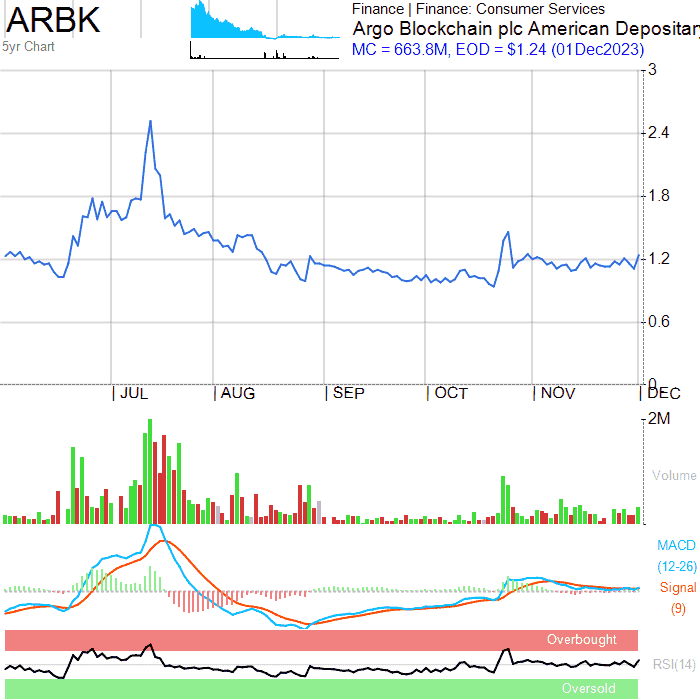 ARBK
5yr Chart
Finance | Finance: Consumer Services
Argo Blockchain plc American Depositary
MC = 663.8M, EOD = $1.24 (01Dec2023)
3
2.4
1.8
1.2
0.6
0
JUL AUG SEP OCT NOV DEC
2M
Volume
MACD
(12-26)
Signal
(9)
Overbought
RSI(14)
Oversold